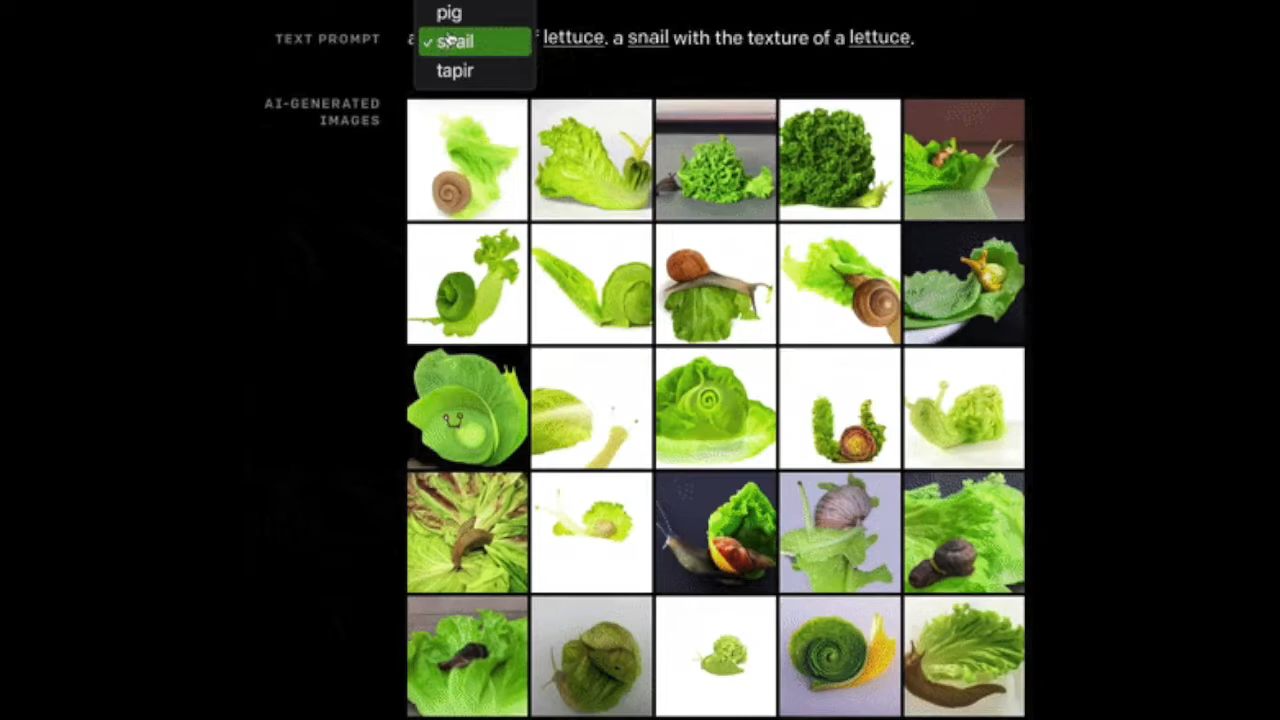 pig
TEXT PROMPT
lettuce. a snail with the texture of a lettuce.
✓ snail
tapir
AI-GENERATED
IMAGES